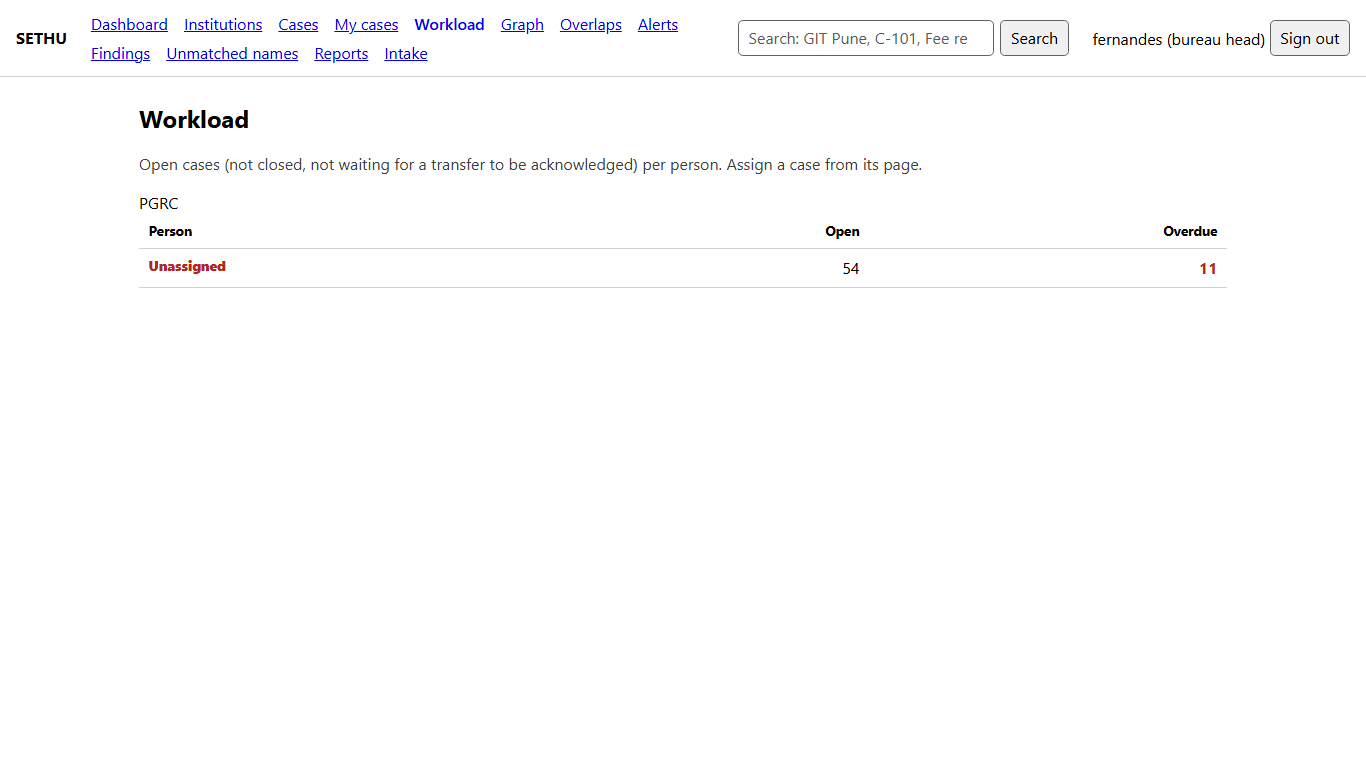 SETHU
Dashboard Institutions Cases My cases Workload Graph Overlaps Alerts
Findings Unmatched names Reports Intake
Search: GIT Pune, C-101, Fee re
Search
fernandes (bureau head)
Sign out
Workload
Open cases (not closed, not waiting for a transfer to be acknowledged) per person. Assign a case from its page.
PGRC
Person Open Overdue
Unassigned 54 11